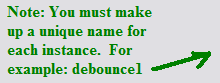 Note: You must make
up a unique name for
each instance.  For
example: debounce1